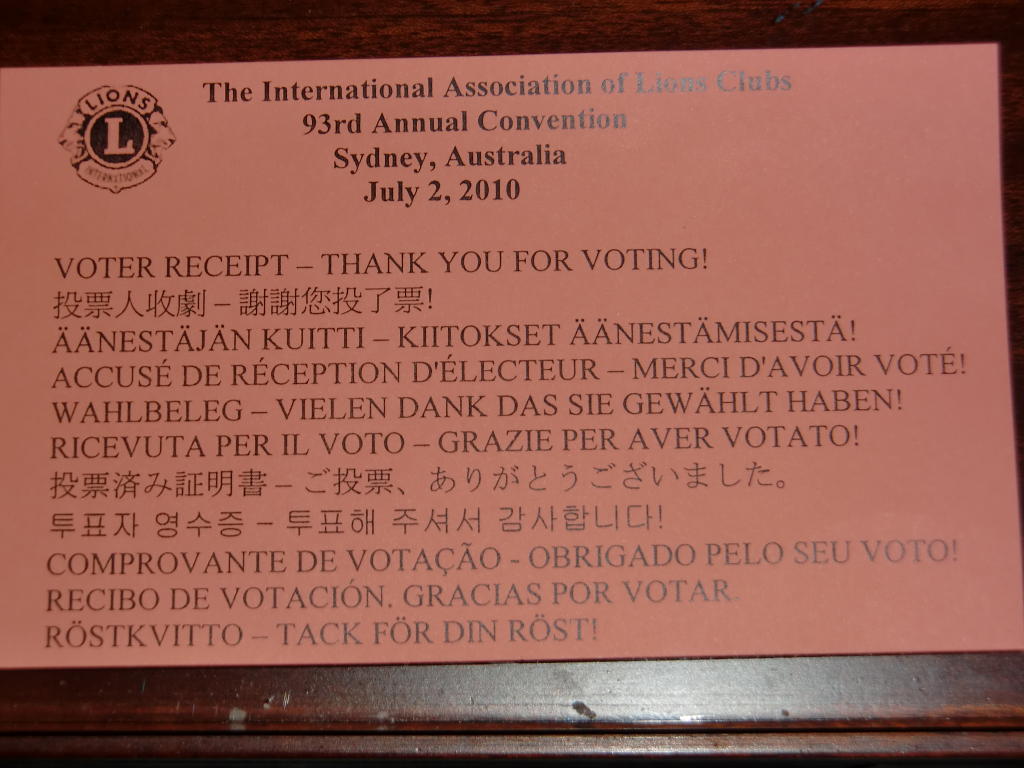 LIONS
L
INTERNATIONAL
The International Association of Lions Clubs
93rd Annual Convention
Sydney, Australia
July 2, 2010
VOTER RECEIPT – THANK YOU FOR VOTING!
投票人收劇 – 謝謝您投了票!
ÄÄNESTÄJÄN KUITTI – KIITOKSET ÄÄNESTÄMISESTÄ!
ACCUSÉ DE RÉCEPTION D'ÉLECTEUR – MERCI D'AVOIR VOTÉ!
WAHLBELEG – VIELEN DANK DAS SIE GEWÄHLT HABEN!
RICEVUTA PER IL VOTO – GRAZIE PER AVER VOTATO!
投票済み証明書 – ご投票、ありがとうございました。
투표자 영수증 – 투표해 주셔서 감사합니다!
COMPROVANTE DE VOTAÇÃO - OBRIGADO PELO SEU VOTO!
RECIBO DE VOTACIÓN. GRACIAS POR VOTAR.
RÖSTKVITTO – TACK FÖR DIN RÖST!